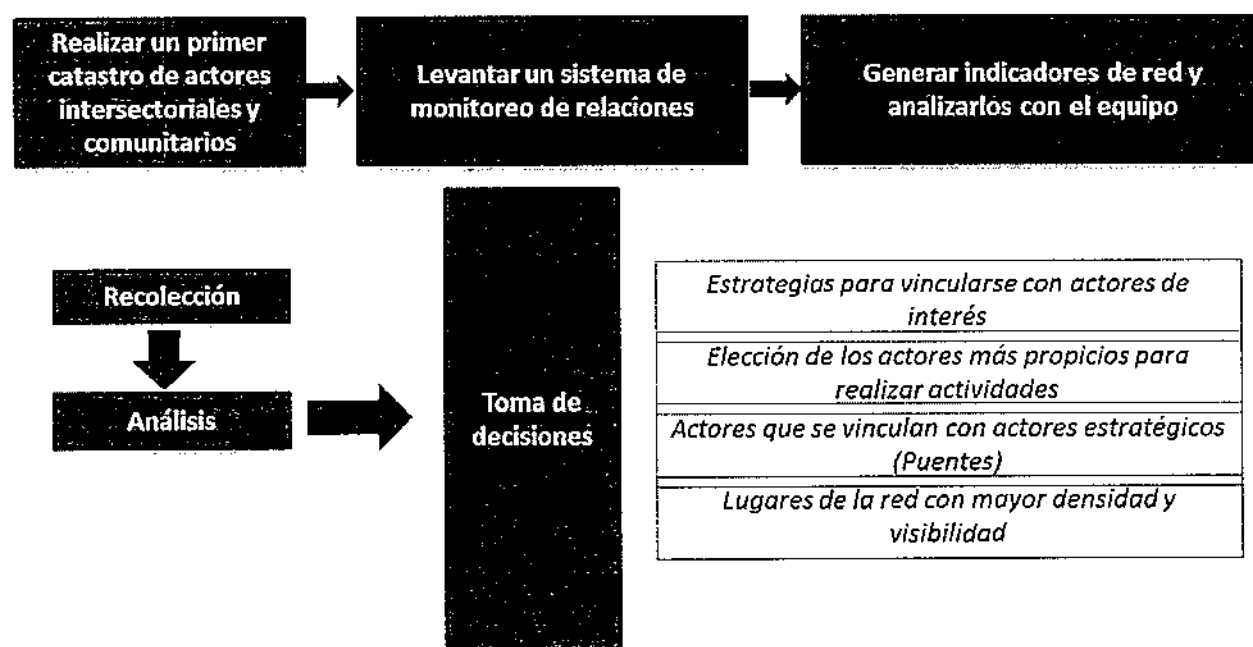 Realizar un primer
catastro de actores
intersectoriales y
comunitarios
Levantar un sistema de
monitoreo de relaciones
Generar indicadores de red y
analizarlos con el equipo
Recolección
Análisis
Toma de
decisiones
Estrategias para vincularse con actores de
interés
Elección de los actores más propicios para
realizar actividades
Actores que se vinculan con actores estratégicos
(Puentes)
Lugares de la red con mayor densidad y
visibilidad